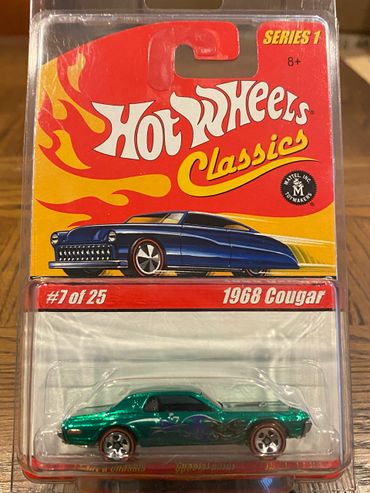 SERIES 1
8+
HOT WHEELS
Classics
MATTEL, INC.
M
TOYMAKERS
#7 of 25
1968 Cougar